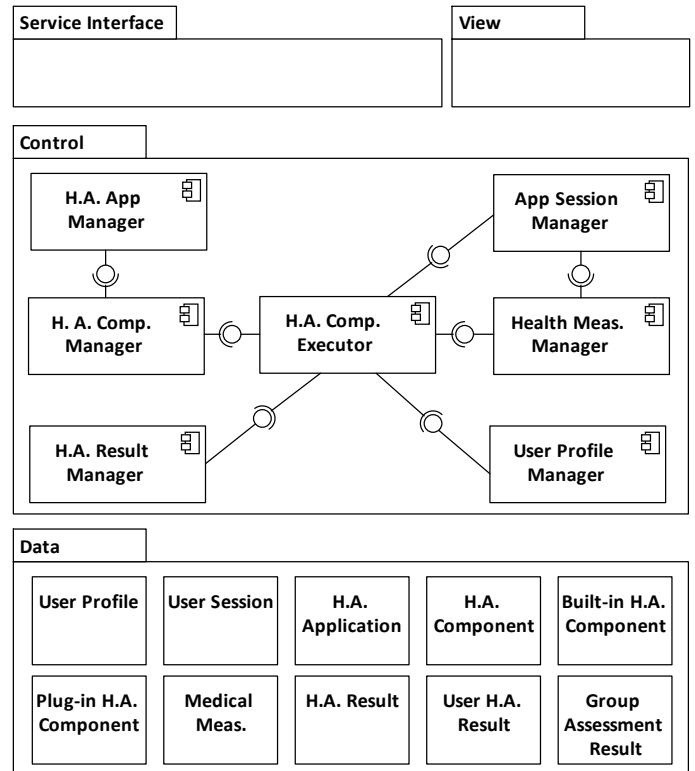 Service Interface
View
Control
H.A. App
Manager
App Session
Manager
H. A. Comp.
Manager
H.A. Comp.
Executor
Health Meas.
Manager
H.A. Result
Manager
User Profile
Manager
Data
User Profile
User Session
H.A.
Application
H.A.
Component
Built-in H.A.
Component
Plug-in H.A.
Component
Medical
Meas.
H.A. Result
User H.A.
Result
Group
Assessment
Result